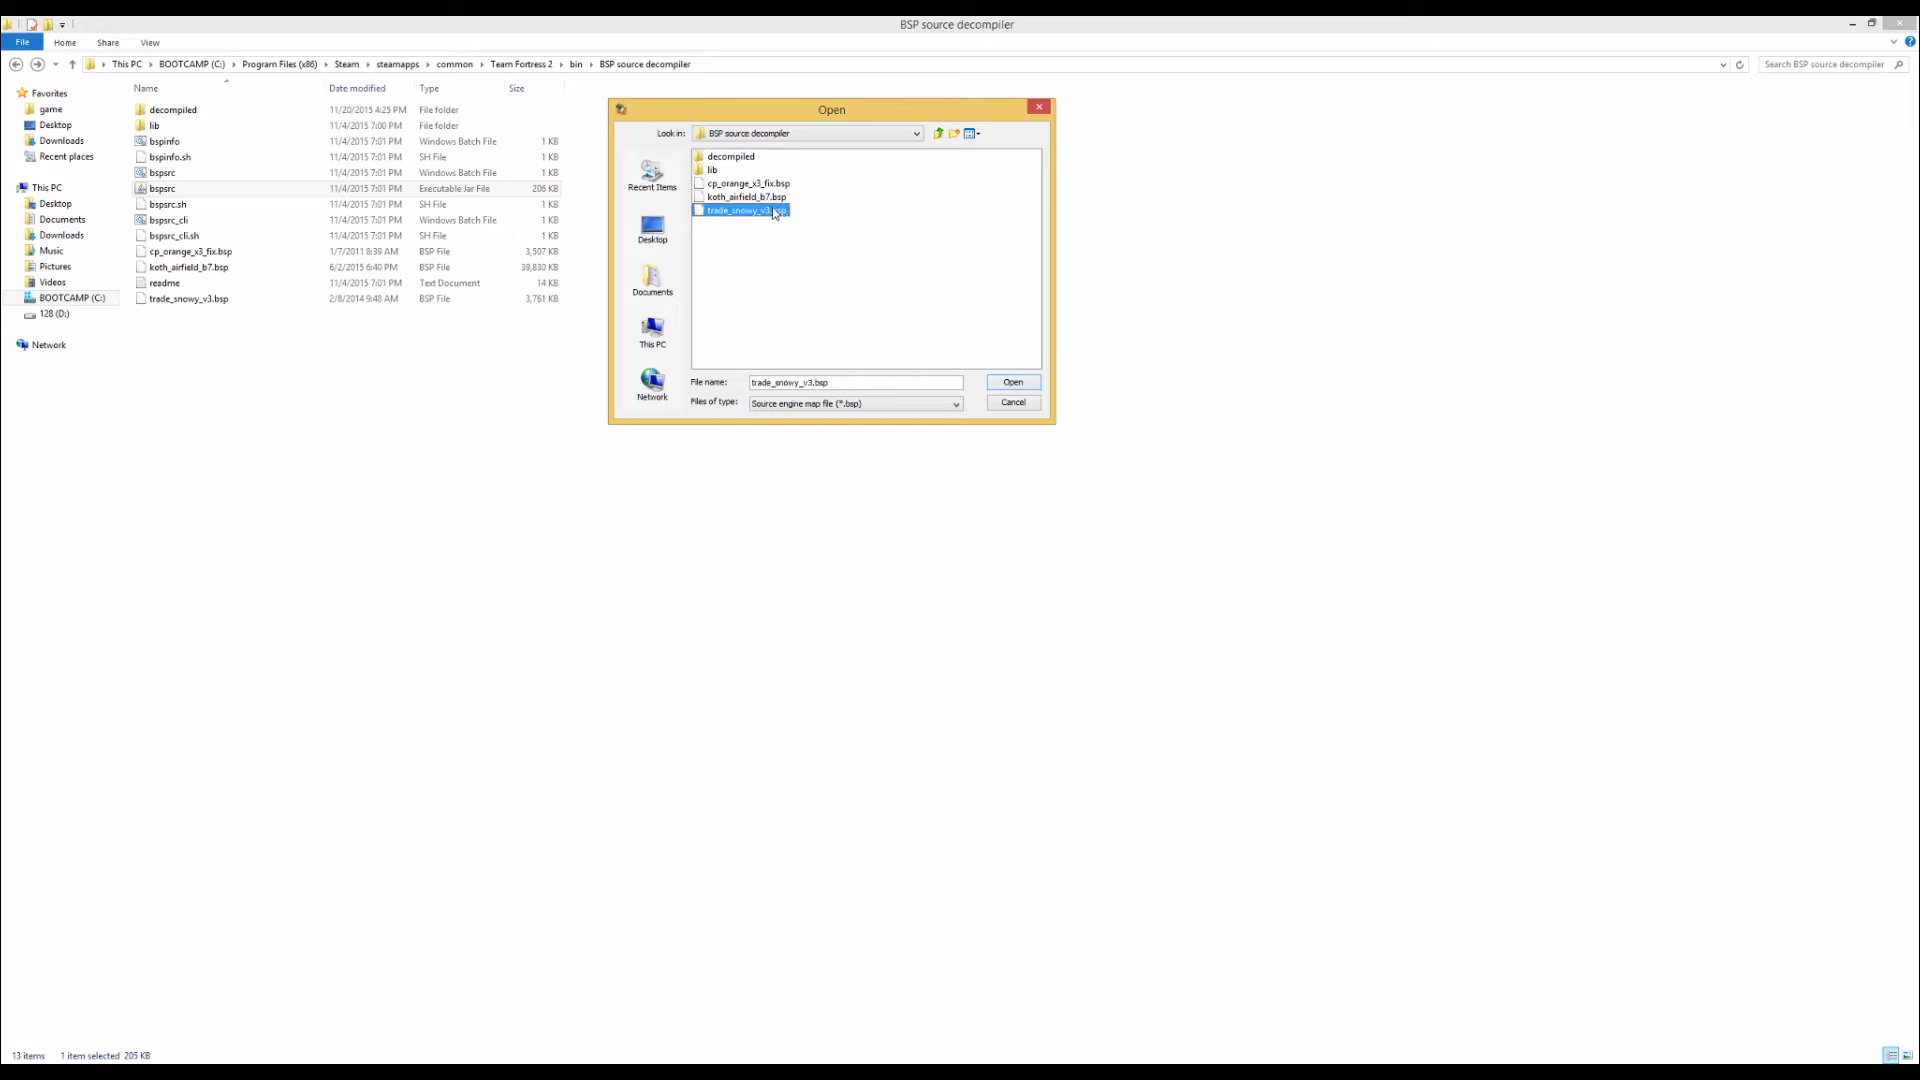 BSP source decompiler
File Home Share View
This PC BOOTCAMP (C:) Program Files (x86) Steam steamapps common Team Fortress 2 bin BSP source decompiler
Search BSP source decompiler
Favorites
game
Desktop
Downloads
Recent places
This PC
Desktop
Documents
Downloads
Music
Pictures
Videos
BOOTCAMP (C:)
128 (D:)
Network
Name Date modified Type Size
decompiled 11/20/2015 4:25 PM File folder
lib 11/4/2015 7:00 PM File folder
bspinfo 11/4/2015 7:01 PM Windows Batch File 1 KB
bspinfo.sh 11/4/2015 7:01 PM SH File 1 KB
bspsrc 11/4/2015 7:01 PM Windows Batch File 1 KB
bspsrc 11/4/2015 7:01 PM Executable Jar File 206 KB
bspsrc.sh 11/4/2015 7:01 PM SH File 1 KB
bspsrc_cli 11/4/2015 7:01 PM Windows Batch File 1 KB
bspsrc_cli.sh 11/4/2015 7:01 PM SH File 1 KB
cp_orange_x3_fix.bsp 1/7/2011 8:39 AM BSP File 3,507 KB
koth_airfield_b7.bsp 6/2/2015 6:40 PM BSP File 39,830 KB
readme 11/4/2015 7:01 PM Text Document 14 KB
trade_snowy_v3.bsp 2/8/2014 9:48 AM BSP File 3,761 KB
Open
Look in: BSP source decompiler
Recent Items
Desktop
Documents
This PC
Network
decompiled
lib
cp_orange_x3_fix.bsp
koth_airfield_b7.bsp
trade_snowy_v3.bsp
File name: trade_snowy_v3.bsp Open
Files of type: Source engine map file (*.bsp) Cancel
13 items 1 item selected 205 KB